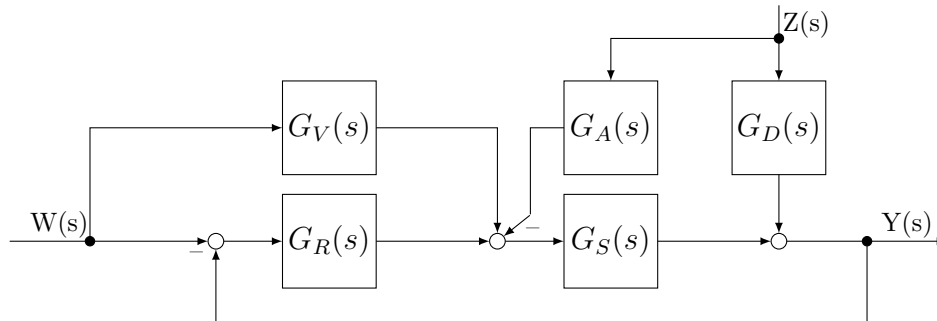 Z(s)
G_V(s)
G_A(s)
G_D(s)
W(s)
−
G_R(s)
−
G_S(s)
Y(s)